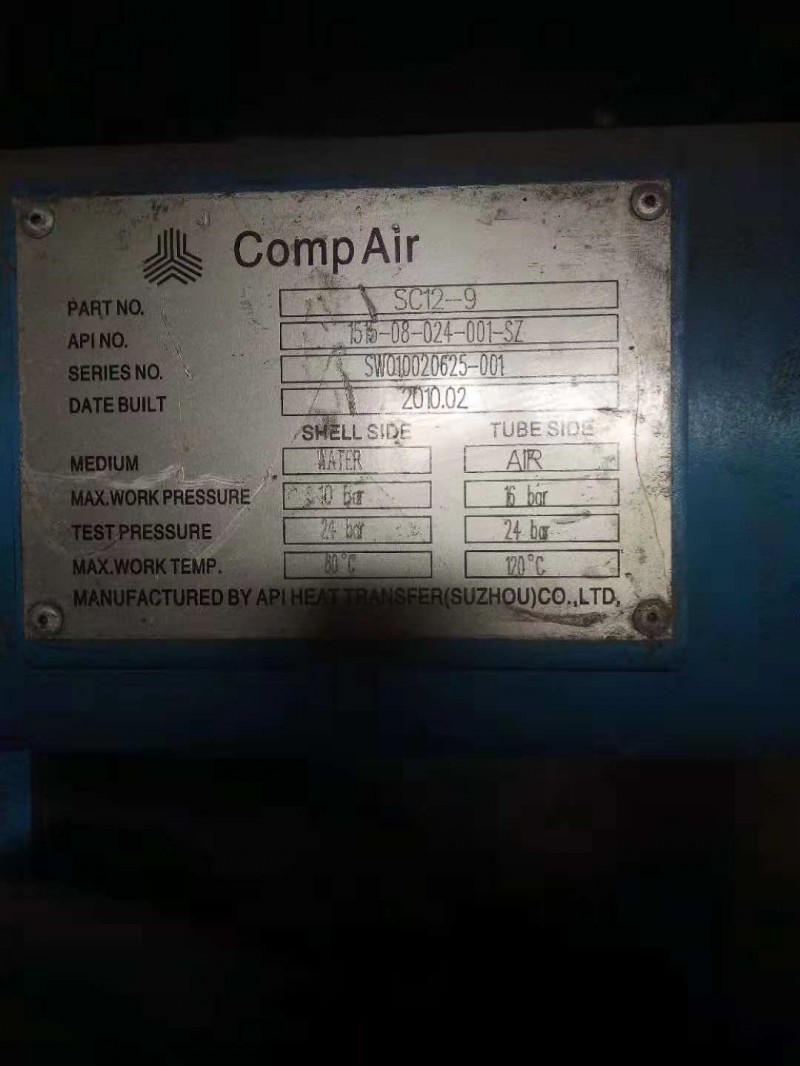 CompAir
PART NO. SC12-9
API NO. 1515-08-024-001-SZ
SERIES NO. SW010020625-001
DATE BUILT 2010.02
SHELL SIDE TUBE SIDE
MEDIUM WATER AIR
MAX.WORK PRESSURE 10 bar 16 bar
TEST PRESSURE 24 bar 24 bar
MAX.WORK TEMP. 80°C 120°C
MANUFACTURED BY API HEAT TRANSFER(SUZHOU)CO.,LTD.